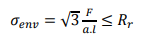 σ_env = √3 F/a.l ≤ R_r